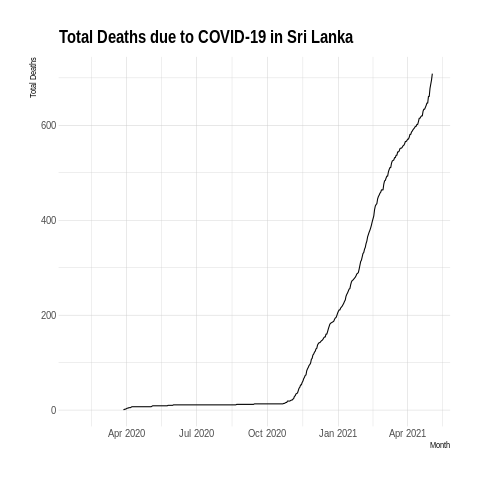 Total Deaths due to COVID-19 in Sri Lanka
Total Deaths
600
400
200
0
Apr 2020 Jul 2020 Oct 2020 Jan 2021 Apr 2021
Month